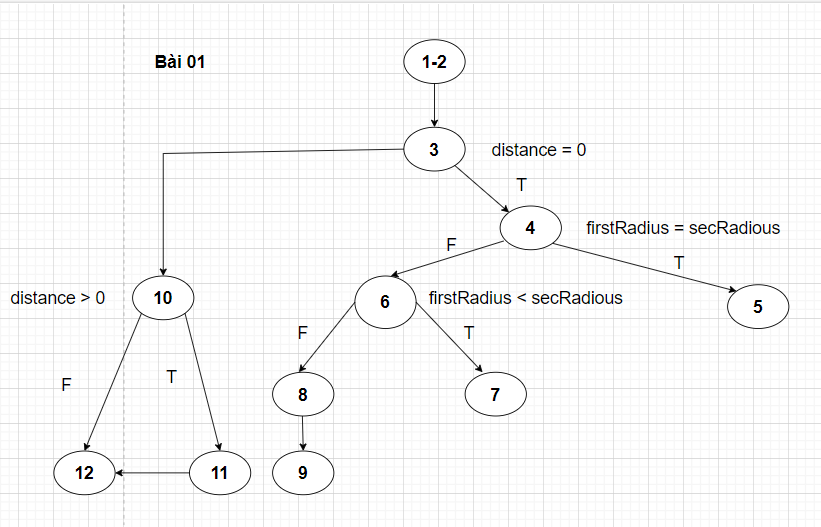 Bài 01
1-2
3
distance = 0
T
4
firstRadius = secRadious
F
T
distance > 0
10
6
firstRadius < secRadious
5
F
T
F
T
8
7
12
11
9